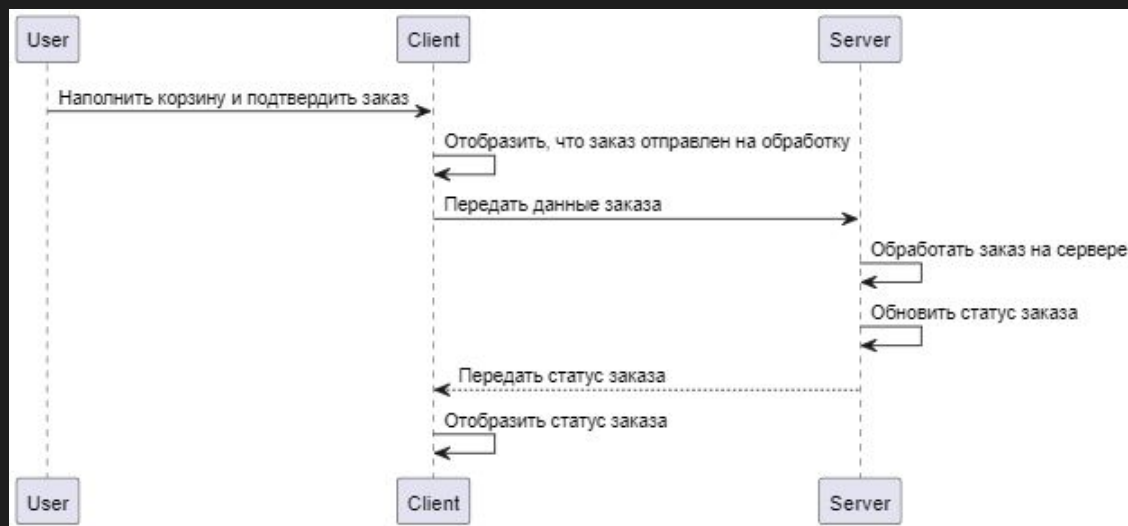 User
Client
Server
Наполнить корзину и подтвердить заказ
Отобразить, что заказ отправлен на обработку
Передать данные заказа
Обработать заказ на сервере
Обновить статус заказа
Передать статус заказа
Отобразить статус заказа
User
Client
Server